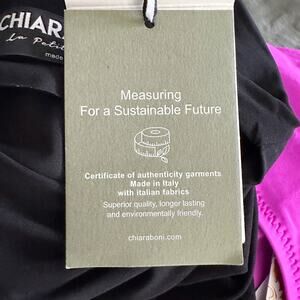 CHIAR
la Petit
made
Measuring
For a Sustainable Future
Certificate of authenticity garments
Made in Italy
with italian fabrics
Superior quality, longer lasting
and environmentally friendly.
chiaraboni.com